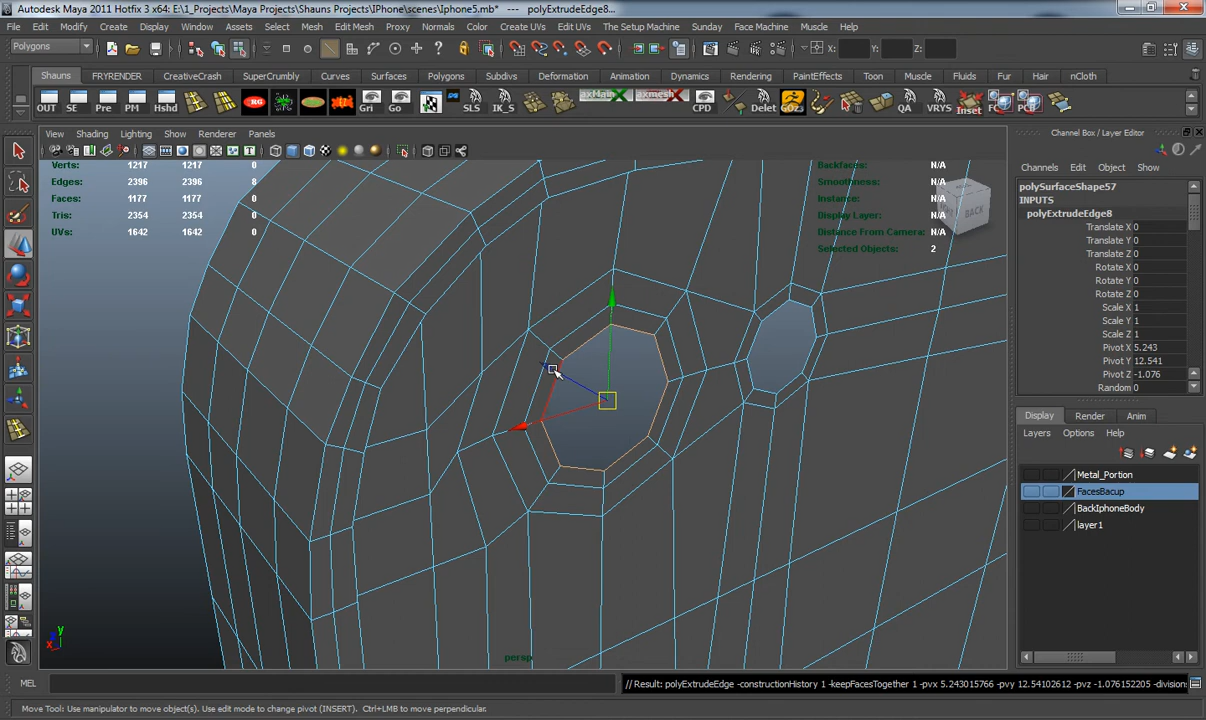 Autodesk Maya 2011 Hotfix 3 x64: E:\1_Projects\Maya Projects\Shauns Projects\IPhone\scenes\Iphone5.mb* --- polyExtrudeEdge8...
File Edit Modify Create Display Window Assets Select Mesh Edit Mesh Proxy Normals Color Create UVs Edit UVs The Setup Machine Sunday Face Machine Muscle Help
Polygons X: Y: Z:
Shauns FRYRENDER CreativeCrash SuperCrumby Curves Surfaces Polygons Subdivs Deformation Animation Dynamics Rendering PaintEffects Toon Muscle Fluids Fur Hair nCloth
OUT SE Pre PM Hshd Gri Go SLS IK_S axMain axmesh CPD Delet GOz3 QA VRYS Inset
View Shading Lighting Show Renderer Panels
Verts: 1217 1217 0
Edges: 2396 2396 8
Faces: 1177 1177 0
Tris: 2354 2354 0
UVs: 1642 1642 0
Backfaces: N/A
Smoothness: N/A
Instance: N/A
Display Layer: N/A
Distance From Camera: N/A
Selected Objects: 2
BACK
persp
y
x
Channel Box / Layer Editor
Channels Edit Object Show
polySurfaceShape57
INPUTS
polyExtrudeEdge8
Translate X 0
Translate Y 0
Translate Z 0
Rotate X 0
Rotate Y 0
Rotate Z 0
Scale X 1
Scale Y 1
Scale Z 1
Pivot X 5.243
Pivot Y 12.541
Pivot Z -1.076
Random 0
Display Render Anim
Layers Options Help
Metal_Portion
FacesBacup
BackIphoneBody
layer1
MEL // Result: polyExtrudeEdge -constructionHistory 1 -keepFacesTogether 1 -pvx 5.243015766 -pvy 12.54102612 -pvz -1.076152205 -division
Move Tool: Use manipulator to move object(s). Use edit mode to change pivot (INSERT). Ctrl+LMB to move perpendicular.